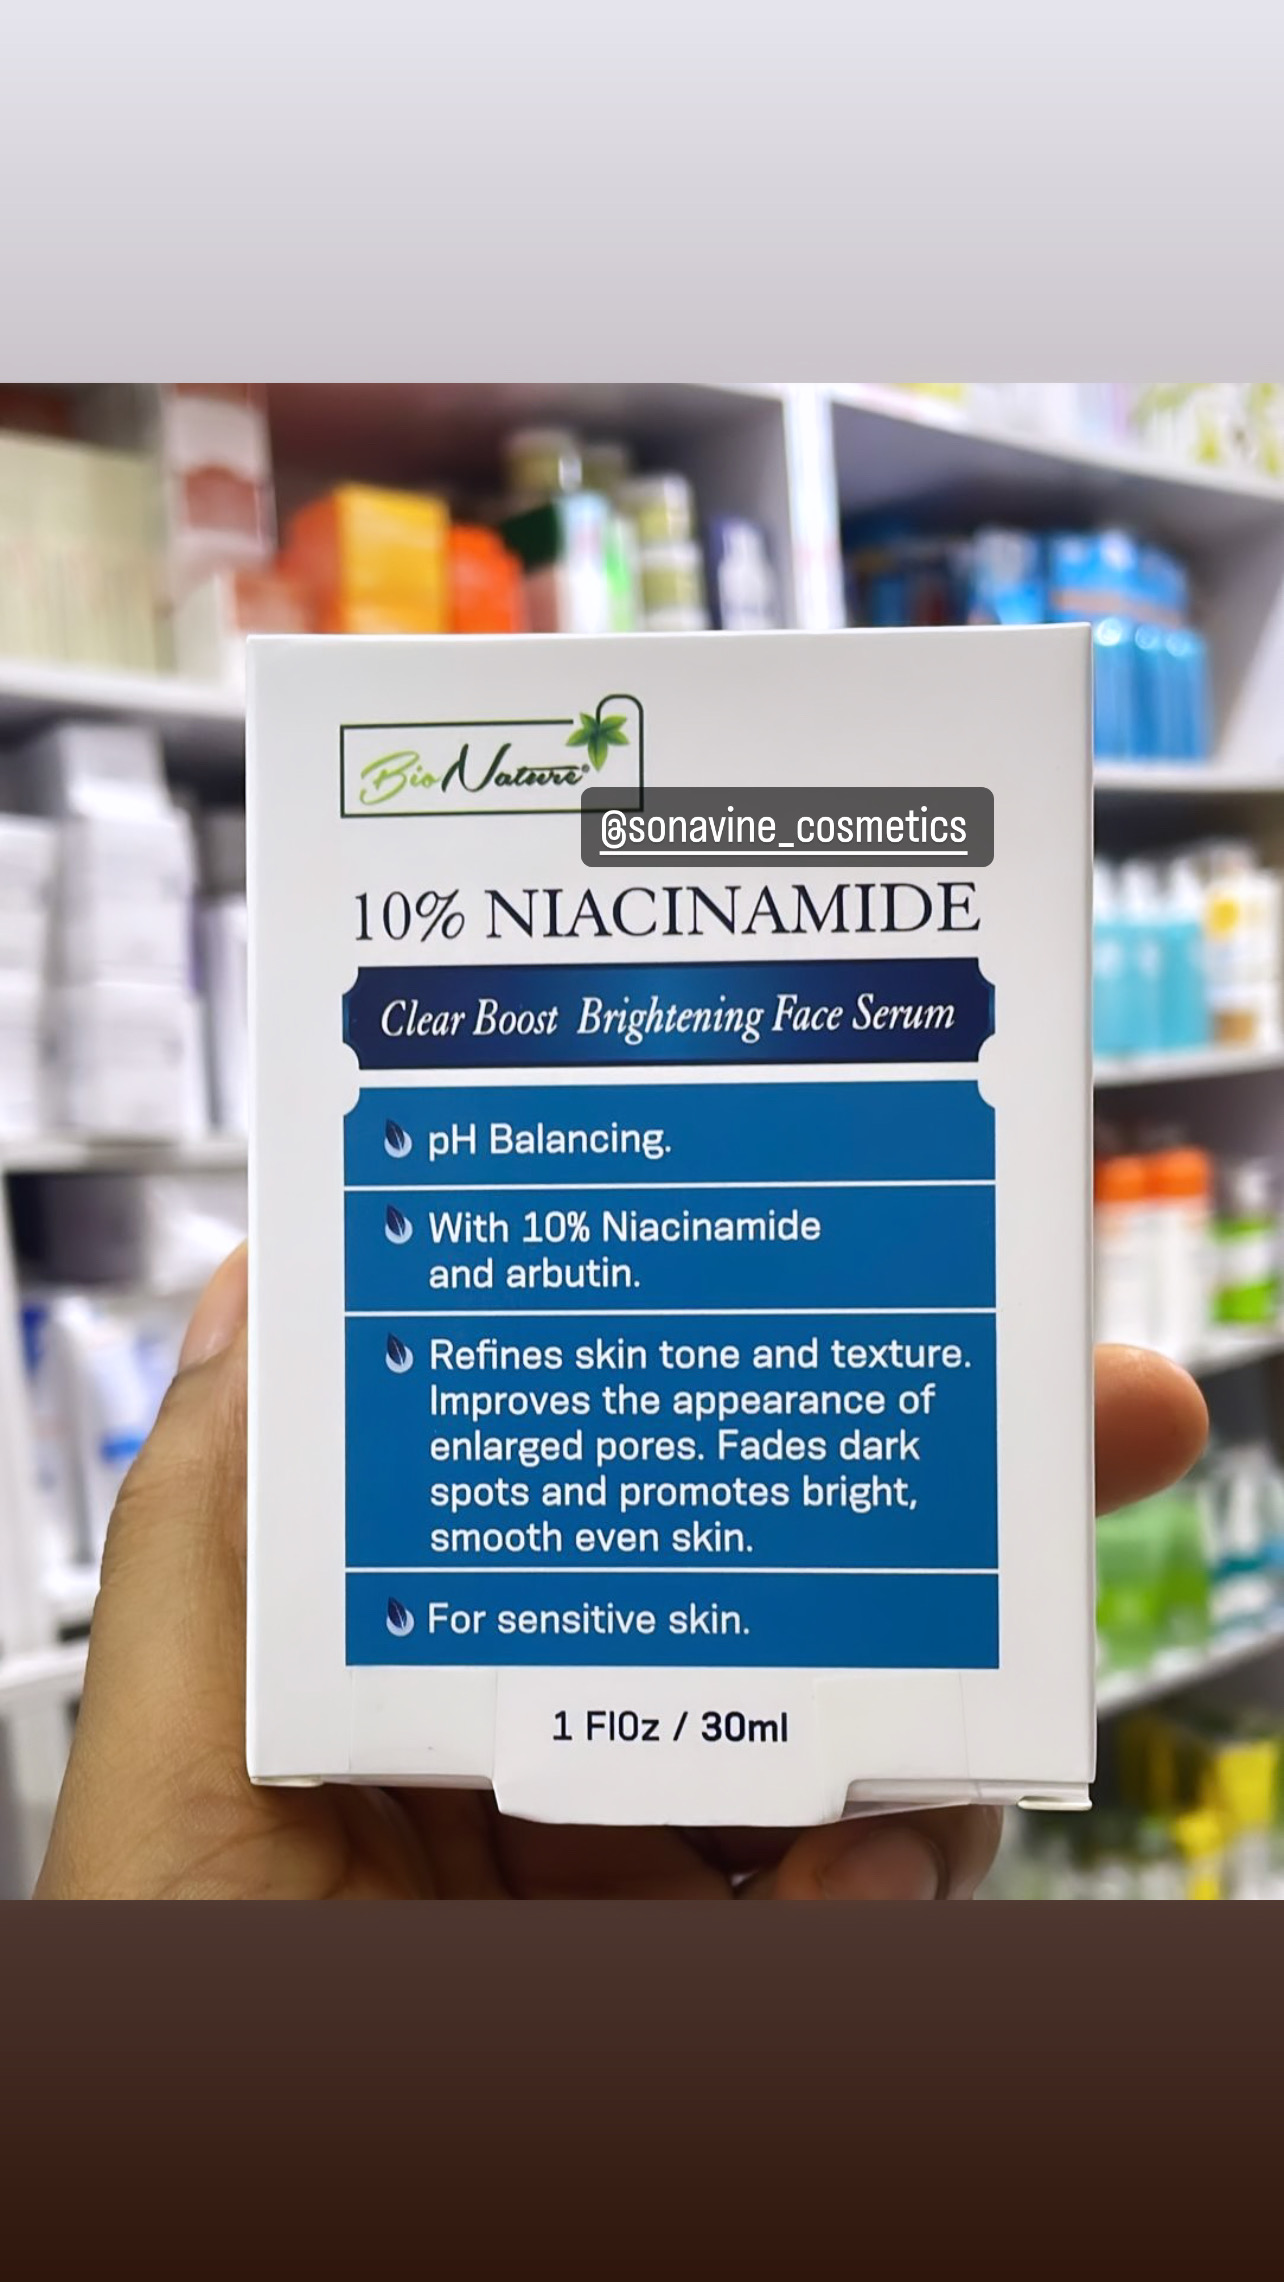 BioNature®
@sonavine_cosmetics
10% NIACINAMIDE
Clear Boost Brightening Face Serum
pH Balancing.
With 10% Niacinamide
and arbutin.
Refines skin tone and texture.
Improves the appearance of
enlarged pores. Fades dark
spots and promotes bright,
smooth even skin.
For sensitive skin.
1 FlOz / 30ml